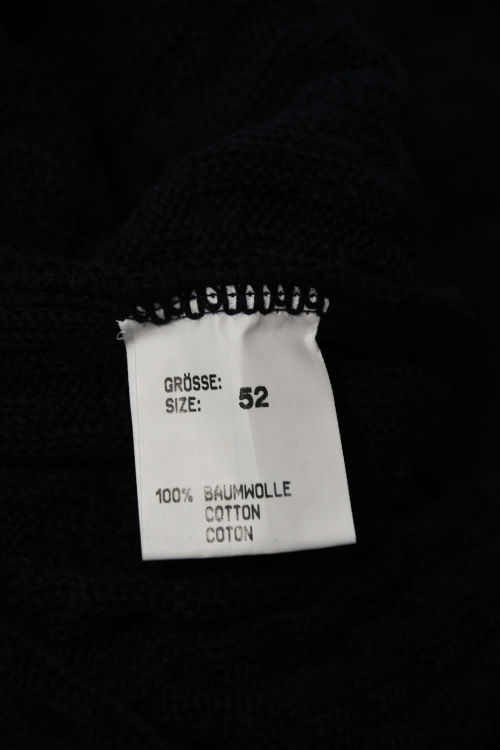 GRÖSSE:
SIZE: 52
100% BAUMWOLLE
COTTON
COTON